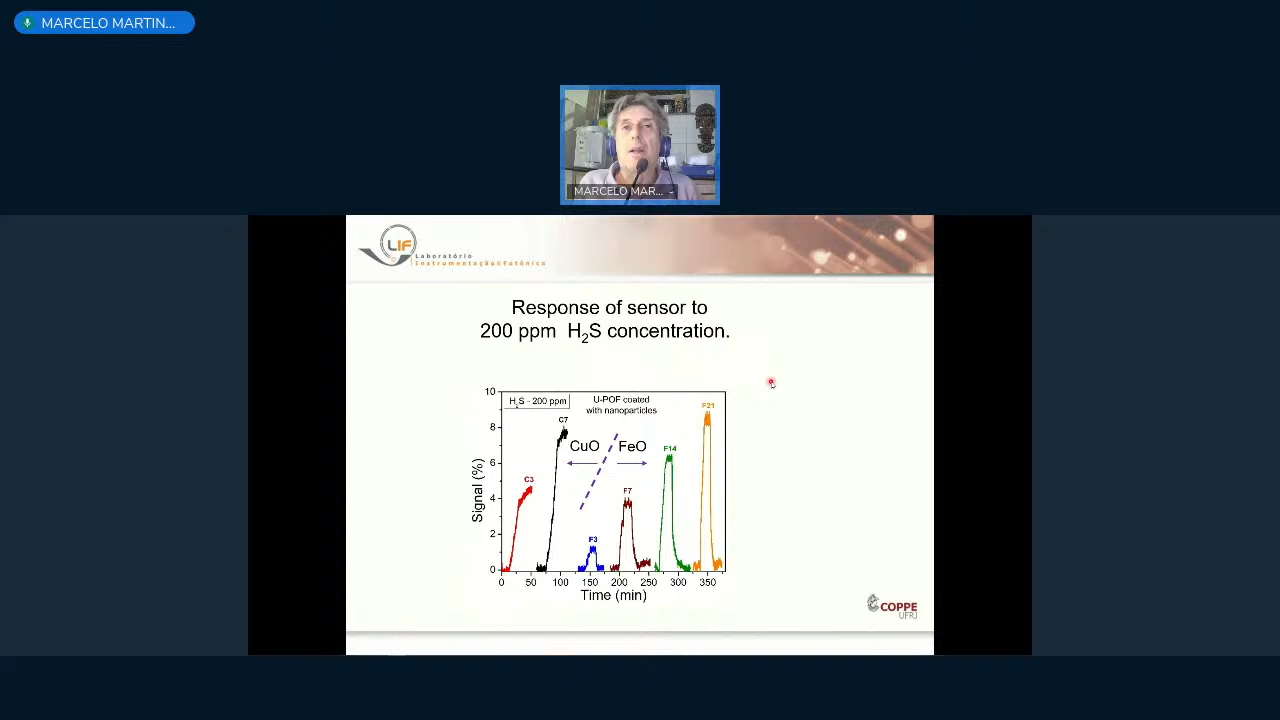 MARCELO MARTIN...
MARCELO MAR...
LIF
Laboratório
Instrumentação e Fotônica
Response of sensor to
200 ppm H₂S concentration.
H₂S - 200 ppm
U-POF coated
with nanoparticles
F21
C7
CuO
FeO
F14
C3
F7
F3
Signal (%)
10
8
6
4
2
0
0 50 100 150 200 250 300 350
Time (min)
COPPE
UFRJ